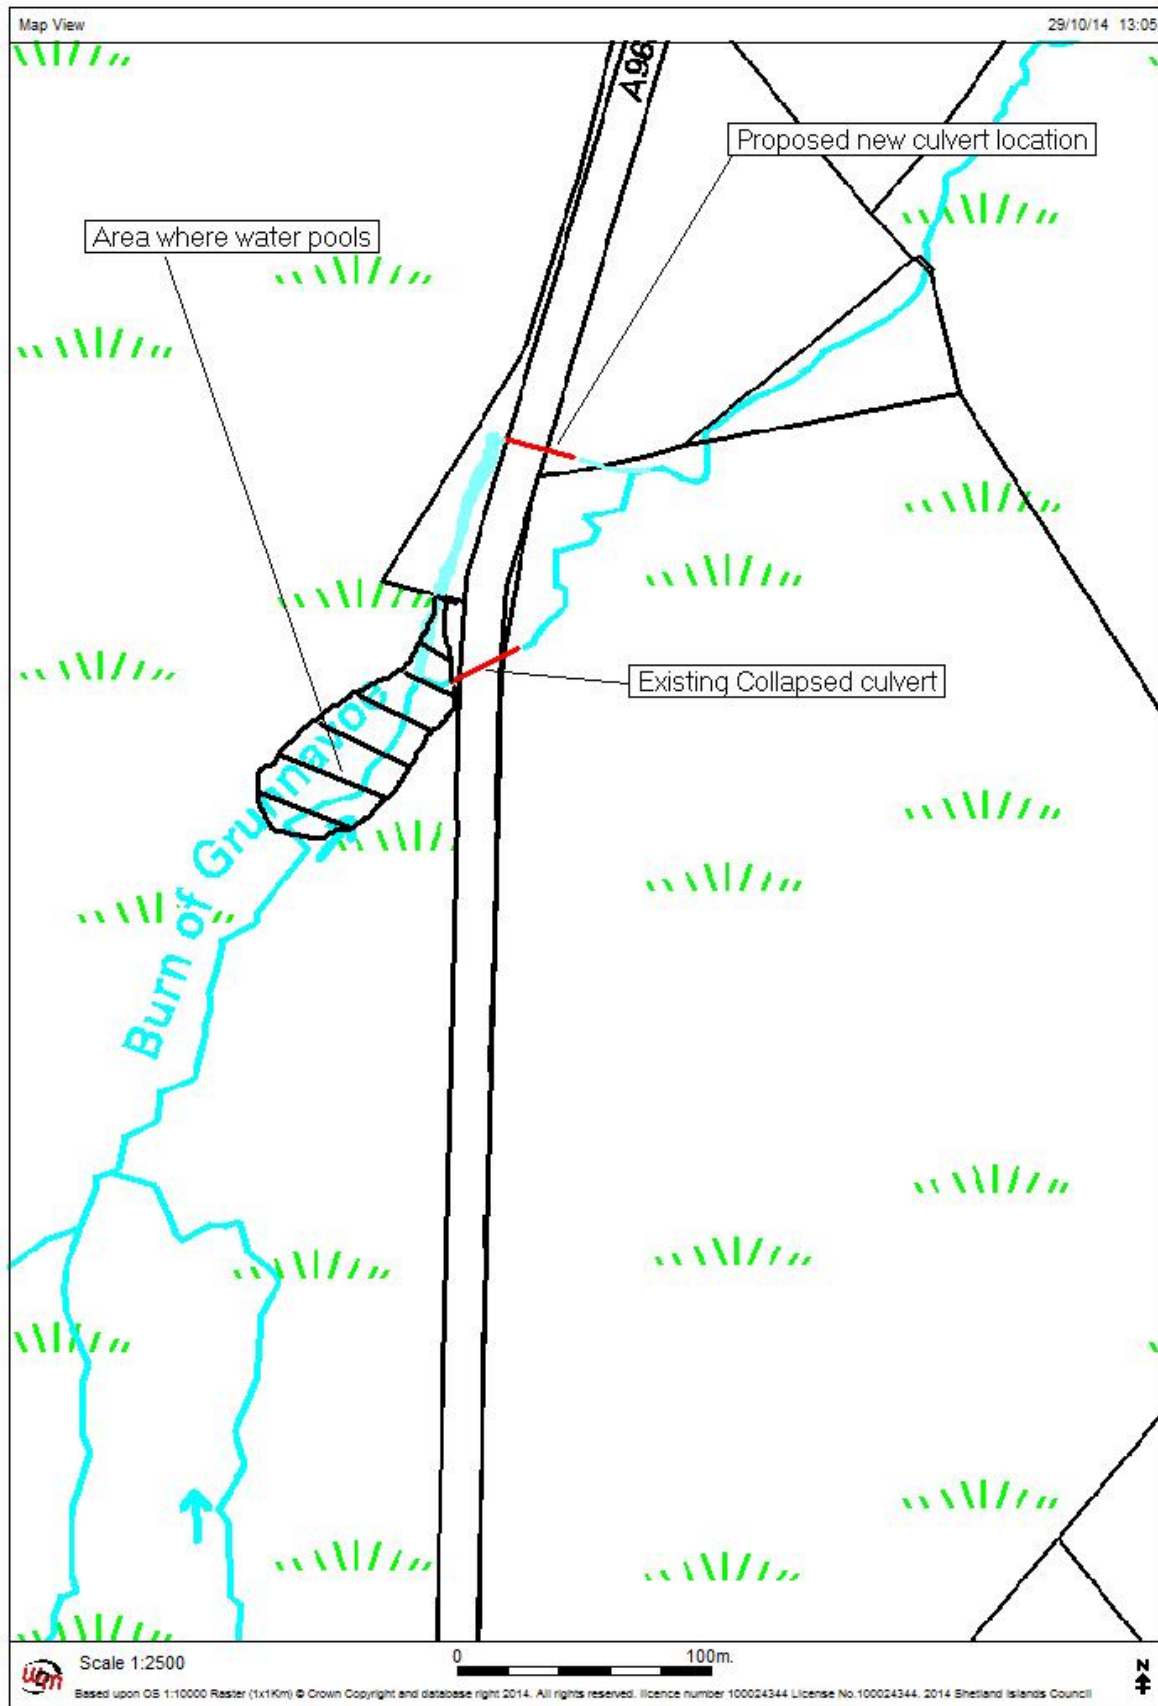 Map View
29/10/14 13:05
A96
Proposed new culvert location
Area where water pools
Existing Collapsed culvert
Burn of Grunnavoe
Scale 1:2500
0
100m.
N
Based upon OS 1:10000 Raster (1x1Km) © Crown Copyright and database right 2014. All rights reserved. licence number 100024344 License No.100024344. 2014 Shetland Islands Council